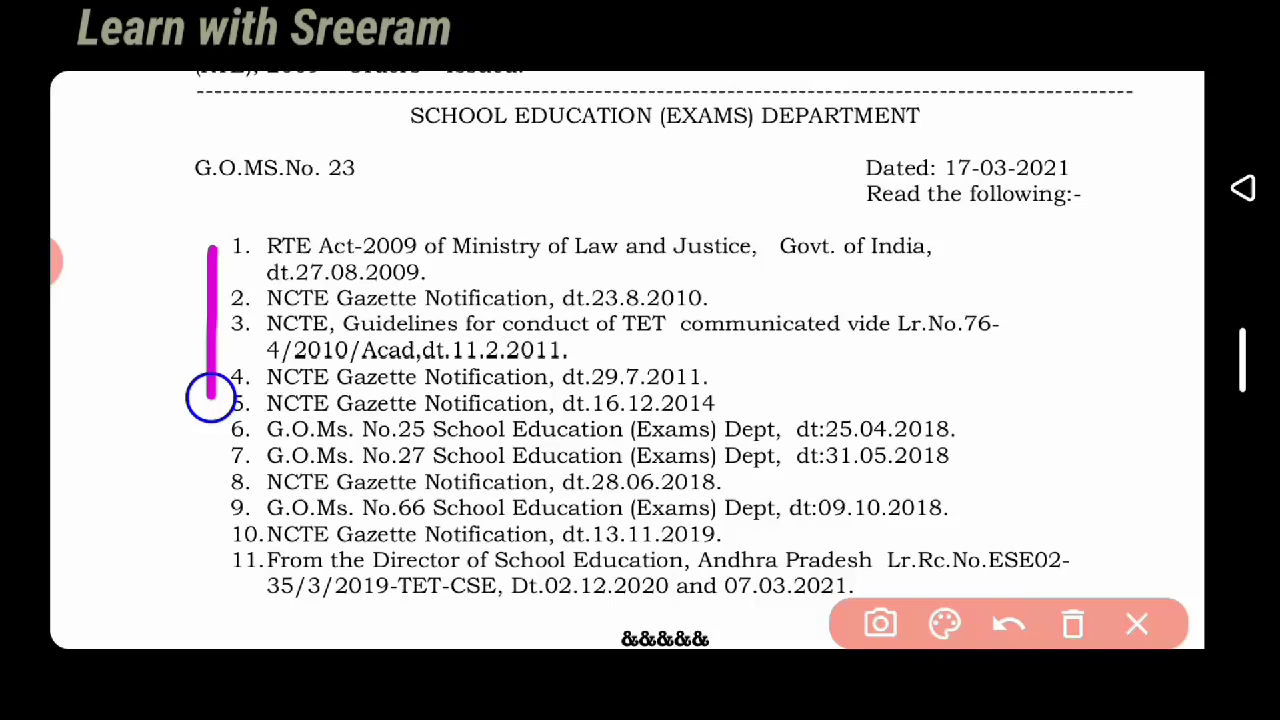 Learn with Sreeram
(RTE), 2009 – Orders – Issued.
SCHOOL EDUCATION (EXAMS) DEPARTMENT
G.O.MS.No. 23
Dated: 17-03-2021
Read the following:-
1. RTE Act-2009 of Ministry of Law and Justice, Govt. of India,
dt.27.08.2009.
2. NCTE Gazette Notification, dt.23.8.2010.
3. NCTE, Guidelines for conduct of TET communicated vide Lr.No.76-
4/2010/Acad,dt.11.2.2011.
4. NCTE Gazette Notification, dt.29.7.2011.
5. NCTE Gazette Notification, dt.16.12.2014
6. G.O.Ms. No.25 School Education (Exams) Dept, dt:25.04.2018.
7. G.O.Ms. No.27 School Education (Exams) Dept, dt:31.05.2018
8. NCTE Gazette Notification, dt.28.06.2018.
9. G.O.Ms. No.66 School Education (Exams) Dept, dt:09.10.2018.
10. NCTE Gazette Notification, dt.13.11.2019.
11. From the Director of School Education, Andhra Pradesh Lr.Rc.No.ESE02-
35/3/2019-TET-CSE, Dt.02.12.2020 and 07.03.2021.
&&&&&